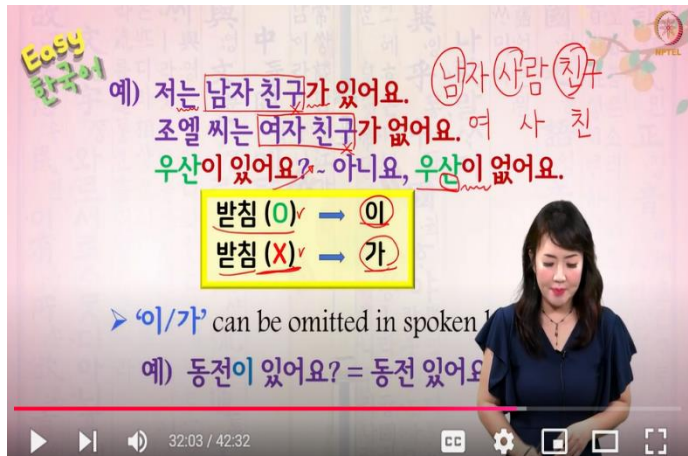 Easy
한국어
NPTEL
예) 저는 남자 친구가 있어요. 남자 사람 친구
조엘 씨는 여자 친구가 없어요. 여 사 친
우산이 있어요? ~ 아니요, 우산이 없어요.
받침 (O) → 이
받침 (X) → 가
➢ '이/가' can be omitted in spoken
예) 동전이 있어요? = 동전 있어요
32:03 / 42:32
CC